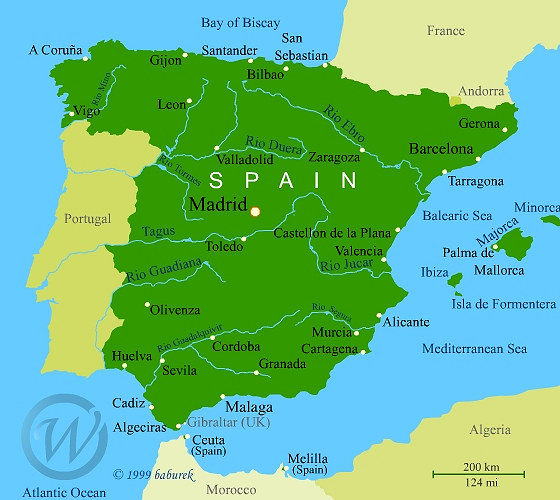 Bay of Biscay
France
A Coruña
Gijon
Santander
San
Sebastian
Bilbao
Andorra
Rio Mino
Vigo
Leon
Rio Ebro
Gerona
Rio Duera
Valladolid
Zaragoza
Barcelona
Rio Tormes
SPAIN
Tarragona
Madrid
Portugal
Balearic Sea
Minorca
Tagus
Toledo
Castellon de la Plana
Valencia
Majorca
Palma de
Mallorca
Rio Guadiana
Rio Jucar
Ibiza
Isla de Formentera
Olivenza
Rio Segura
Alicante
Rio Guadalquivir
Cordoba
Murcia
Cartagena
Mediterranean Sea
Huelva
Sevilla
Granada
Cadiz
Malaga
Algeciras
Gibraltar (UK)
Ceuta
(Spain)
Melilla
(Spain)
Algeria
W
200 km
124 mi
© 1999 baburek
Atlantic Ocean
Morocco